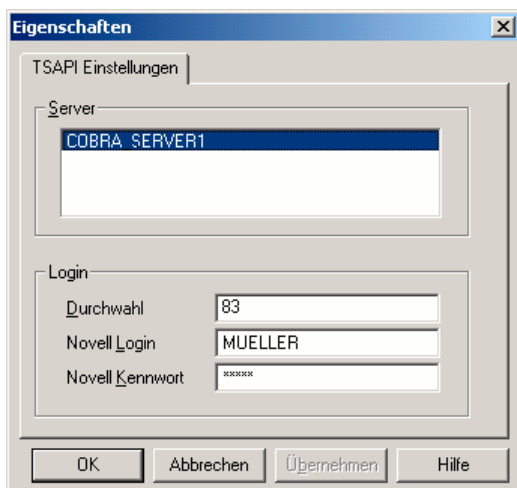 Eigenschaften
TSAPI Einstellungen
Server
COBRA SERVER1
Login
Durchwahl 83
Novell Login MUELLER
Novell Kennwort *****
OK Abbrechen Übernehmen Hilfe